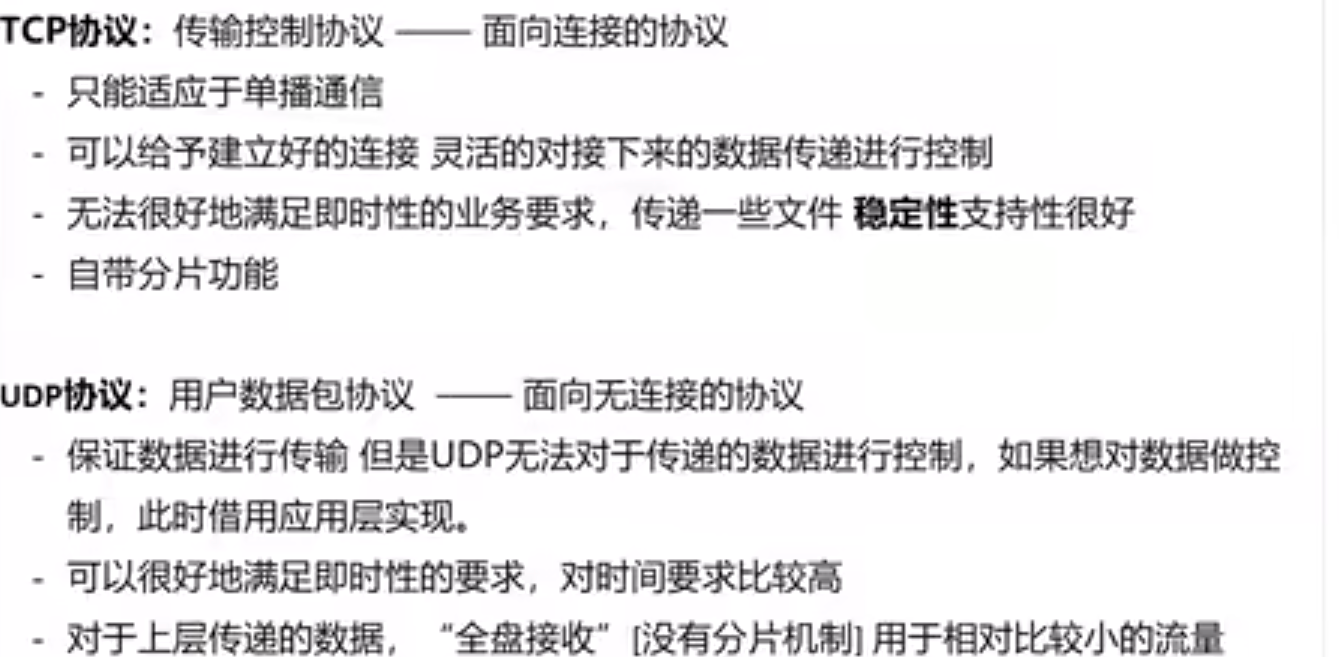 TCP协议：传输控制协议 —— 面向连接的协议
- 只能适应于单播通信
- 可以给予建立好的连接 灵活的对接下来的数据传递进行控制
- 无法很好地满足即时性的业务要求，传递一些文件 稳定性支持性很好
- 自带分片功能
UDP协议：用户数据包协议 —— 面向无连接的协议
- 保证数据进行传输 但是UDP无法对于传递的数据进行控制，如果想对数据做控
制，此时借用应用层实现。
- 可以很好地满足即时性的要求，对时间要求比较高
- 对于上层传递的数据，“全盘接收” [没有分片机制] 用于相对比较小的流量